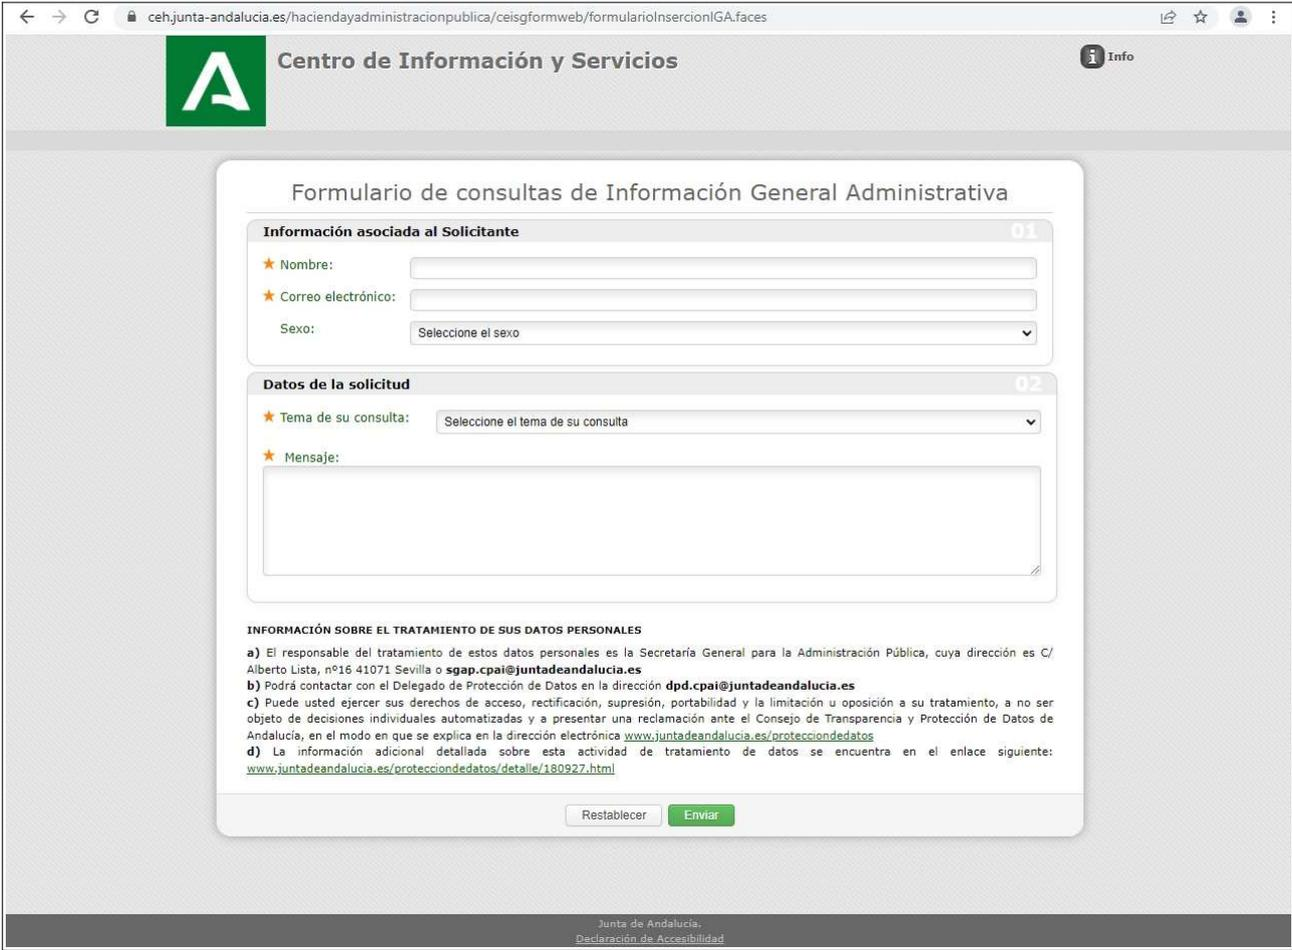 ceh.junta-andalucia.es/haciendayadministracionpublica/ceisgformweb/formularioInsercionIGA.faces
Centro de Información y Servicios
Info
Formulario de consultas de Información General Administrativa
Información asociada al Solicitante
01
Nombre:
Correo electrónico:
Sexo:
Seleccione el sexo
Datos de la solicitud
02
Tema de su consulta:
Seleccione el tema de su consulta
Mensaje:
INFORMACIÓN SOBRE EL TRATAMIENTO DE SUS DATOS PERSONALES
a) El responsable del tratamiento de estos datos personales es la Secretaría General para la Administración Pública, cuya dirección es C/
Alberto Lista, nº16 41071 Sevilla o sgap.cpai@juntadeandalucia.es
b) Podrá contactar con el Delegado de Protección de Datos en la dirección dpd.cpai@juntadeandalucia.es
c) Puede usted ejercer sus derechos de acceso, rectificación, supresión, portabilidad y la limitación u oposición a su tratamiento, a no ser
objeto de decisiones individuales automatizadas y a presentar una reclamación ante el Consejo de Transparencia y Protección de Datos de
Andalucía, en el modo en que se explica en la dirección electrónica www.juntadeandalucia.es/protecciondedatos
d) La información adicional detallada sobre esta actividad de tratamiento de datos se encuentra en el enlace siguiente:
www.juntadeandalucia.es/protecciondedatos/detalle/180927.html
Restablecer
Enviar
Junta de Andalucía.
Declaración de Accesibilidad